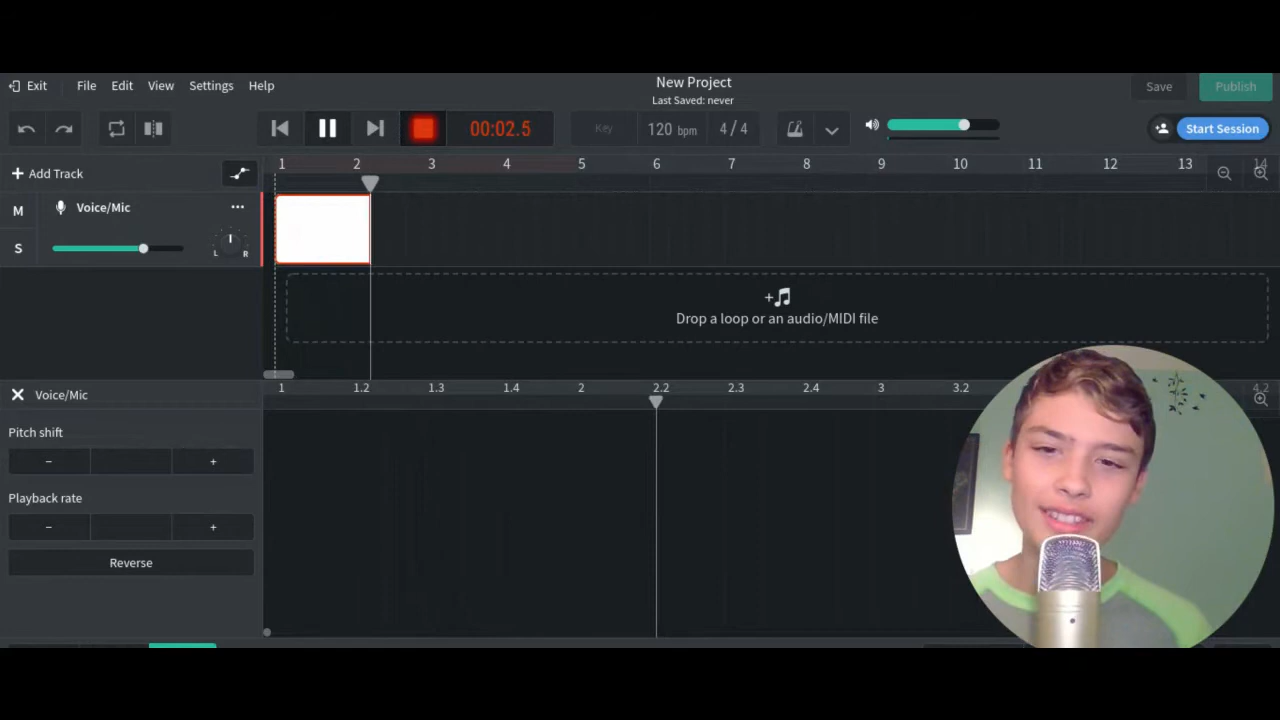 Exit File Edit View Settings Help
New Project
Last Saved: never
Save Publish
00:02.5 Key 120 bpm 4 / 4
Start Session
+ Add Track
1 2 3 4 5 6 7 8 9 10 11 12 13 14
M Voice/Mic ...
S L R
Drop a loop or an audio/MIDI file
Voice/Mic
1 1.2 1.3 1.4 2 2.2 2.3 2.4 3 3.2 4.2
Pitch shift
− +
Playback rate
− +
Reverse